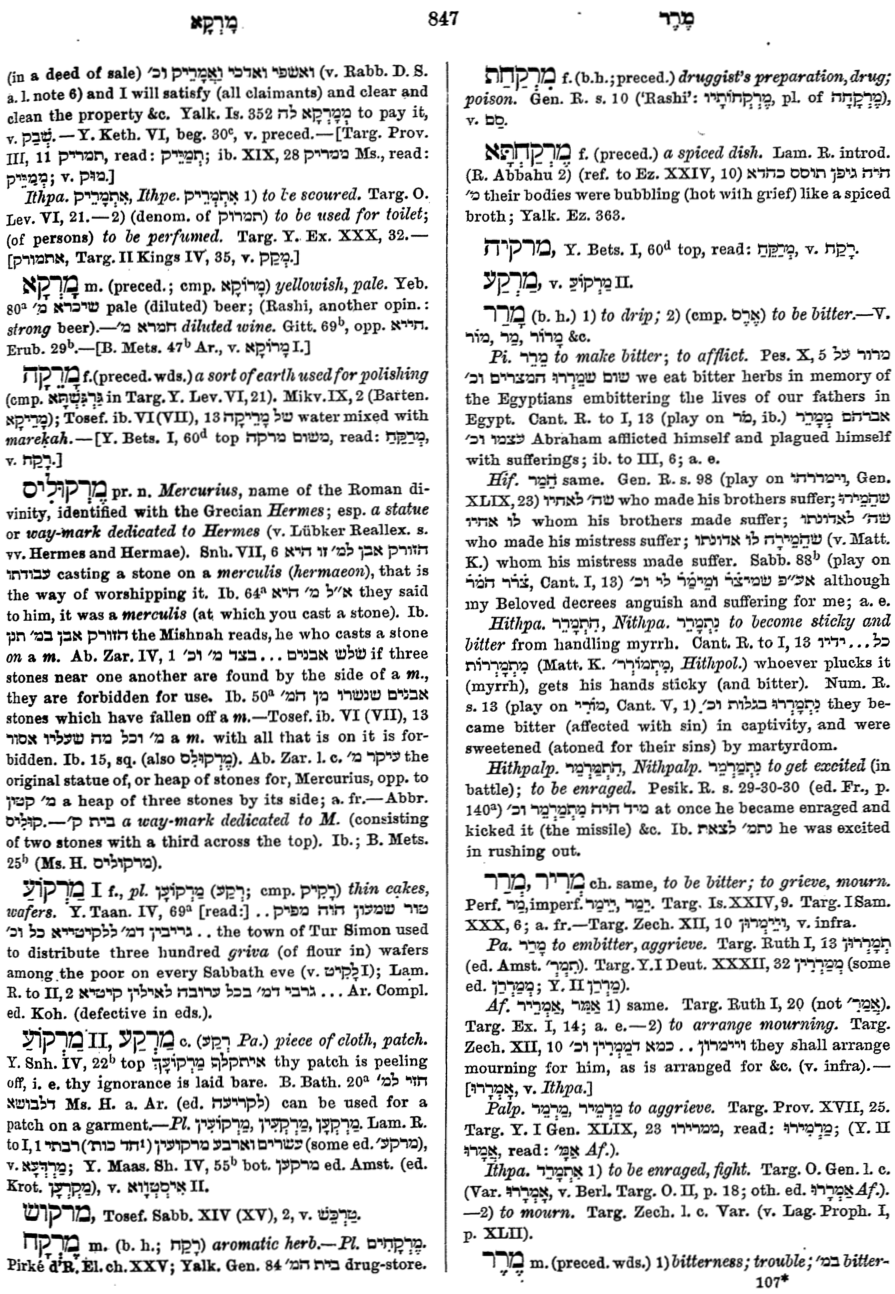 מָרְקָא 847 מֶרֶר
(in a deed of sale) ואשפי ואדכי וַאֲמָרֵיק וכ׳ (v. Rabb. D. S.
a. l. note 6) and I will satisfy (all claimants) and clear and
clean the property &c. Yalk. Is. 352 מְמָרְקָא לה to pay it,
v. שְׁבַק.—Y. Keth. VI, beg. 30ᶜ, v. preced.—[Targ. Prov.
III, 11 תמריק, read: תְּמַיֵּיק; ib. XIX, 28 ממריק Ms., read:
מְמַיֵּיק; v. מוּק.]
Ithpa. אִתְמָרֵיק, Ithpe. אִתְמְרֵיק 1) to be scoured. Targ. O.
Lev. VI, 21.—2) (denom. of תמרוק) to be used for toilet;
(of persons) to be perfumed. Targ. Y. Ex. XXX, 32.—
[אתמורק, Targ. II Kings IV, 35, v. מְקַק.]
מָרְקָא m. (preced.; cmp. מָרוֹקָא) yellowish, pale. Yeb.
80ᵃ שיכרא מ׳ pale (diluted) beer; (Rashi, another opin.:
strong beer).—חמרא מ׳ diluted wine. Gitt. 69ᵇ, opp. חייא.
Erub. 29ᵇ.—[B. Mets. 47ᵇ Ar., v. מָרוֹקָא I.]
מָרֵקָה f. (preced. wds.) a sort of earth used for polishing
(cmp. גַּרְגִּשְׁתָּא in Targ. Y. Lev. VI, 21). Mikv. IX, 2 (Barten.
מָרֵיקָא); Tosef. ib. VI (VII), 13 של מָרֵיקָה water mixed with
mareḳah.—[Y. Bets. I, 60ᵈ top משום מרקה, read: מְרַקֵּחַ,
v. רָקַח.]
מֶרְקוּלִיס pr. n. Mercurius, name of the Roman di-
vinity, identified with the Grecian Hermes; esp. a statue
or way-mark dedicated to Hermes (v. Lübker Reallex. s.
vv. Hermes and Hermae). Snh. VII, 6 הזורק אבן למ׳ זו היא
עבודתו casting a stone on a merculis (hermaeon), that is
the way of worshipping it. Ib. 64ᵃ א״ל מ׳ היא they said
to him, it was a merculis (at which you cast a stone). Ib.
הזורק אבן במ׳ תנן the Mishnah reads, he who casts a stone
on a m. Ab. Zar. IV, 1 שלש אבנים ... בצד מ׳ וכ׳ if three
stones near one another are found by the side of a m.,
they are forbidden for use. Ib. 50ᵃ אבנים שנשרו מן המ׳
stones which have fallen off a m.—Tosef. ib. VI (VII), 13
מ׳ וכל מה שעליו אסור a m. with all that is on it is for-
bidden. Ib. 15, sq. (also מֶרְקוּלִס). Ab. Zar. l. c. עיקר מ׳ the
original statue of, or heap of stones for, Mercurius, opp. to
מ׳ קטן a heap of three stones by its side; a. fr.—Abbr.
קוּלִיס.—בית ק׳ a way-mark dedicated to M. (consisting
of two stones with a third across the top). Ib.; B. Mets.
25ᵇ (Ms. H. מרקוליס).
מַרְקוֹעַ I f., pl. מַרְקוֹעָן (רְקַע; cmp. רָקִיק) thin cakes,
wafers. Y. Taan. IV, 69ᵃ [read:] טור שמעון הוה מפיק ..
.. גריבין דמ׳ ללקיטייא כל וכ׳ the town of Tur Simon used
to distribute three hundred griva (of flour in) wafers
among the poor on every Sabbath eve (v. לָקִיט I); Lam.
R. to II, 2 גרבי דמ׳ בכל ערובה לאילין קיטיא ... Ar. Compl.
ed. Koh. (defective in eds.).
מַרְקוֹעַ II, מַרְקַע c. (רְקַע Pa.) piece of cloth, patch.
Y. Snh. IV, 22ᵇ top איתקלף מַרְקוֹעָךְ thy patch is peeling
off, i. e. thy ignorance is laid bare. B. Bath. 20ᵃ חזי למ׳
דלבושא Ms. H. a. Ar. (ed. לקריעה) can be used for a
patch on a garment.—Pl. מַרְקְעָן, מַרְקְעִין, מַרְקוֹעִין. Lam. R.
to I, 1 רבתי (חד כות׳¹) עשרים וארבע מרקועין (some ed. מרקע׳),
v. מַרְדְּעָא; Y. Maas. Sh. IV, 55ᵇ bot. מרקען ed. Amst. (ed.
Krot. מַקְרְעָן), v. אִיסְטְוָוא II.
מרקוש, Tosef. Sabb. XIV (XV), 2, v. טַרְכֵּשׁ.
מֶרְקָח m. (b. h.; רָקַח) aromatic herb.—Pl. מֶרְקָחִים.
Pirké d'R. El. ch. XXV; Yalk. Gen. 84 בית המ׳ drug-store.
מִרְקַחַת f. (b. h.; preced.) druggist's preparation, drug;
poison. Gen. R. s. 10 ('Rashi': מֶרְקְחוֹתָיו, pl. of מֶרְקָחָה),
v. סַם.
מֶרְקַחְתָּא f. (preced.) a spiced dish. Lam. R. introd.
(R. Abbahu 2) (ref. to Ez. XXIV, 10) היה גיפן תוסס כהדא
מ׳ their bodies were bubbling (hot with grief) like a spiced
broth; Yalk. Ez. 363.
מרקיה, Y. Bets. I, 60ᵈ top, read: מְרַקֵּחַ, v. רָקַח.
מַרְקַע, v. מַרְקוֹעַ II.
מָרַר (b. h.) 1) to drip; 2) (cmp. אֶרֶס) to be bitter.—V.
מָרוֹר, מַר, מוֹר &c.
Pi. מֵרֵר to make bitter; to afflict. Pes. X, 5 מרור על
שום שמררו המצרים וכ׳ we eat bitter herbs in memory of
the Egyptians embittering the lives of our fathers in
Egypt. Cant. R. to I, 13 (play on מֹר, ib.) אברהם מְמָרֵר
עצמו וכ׳ Abraham afflicted himself and plagued himself
with sufferings; ib. to III, 6; a. e.
Hif. הֵמֵר same. Gen. R. s. 98 (play on וימררהו, Gen.
XLIX, 23) שה׳ לאחיו who made his brothers suffer; שֶׁהֵמֵירוּ
לו אחיו whom his brothers made suffer; שה׳ לאדונתו
who made his mistress suffer; שֶׁהֵמֵירָה לו אדונתו (v. Matt.
K.) whom his mistress made suffer. Sabb. 88ᵇ (play on
צרור המור, Cant. I, 13) אע״פ שמיצר ומימר לי וכ׳ although
my Beloved decrees anguish and suffering for me; a. e.
Hithpa. הִתְמָרֵר, Nithpa. נִתְמָרֵר to become sticky and
bitter from handling myrrh. Cant. R. to I, 13 כל ... ידיו
מִתְמָרְרוֹת (Matt. K. מִתְמוֹרר׳, Hithpol.) whoever plucks it
(myrrh), gets his hands sticky (and bitter). Num. R.
s. 13 (play on מוֹרִי, Cant. V, 1) נִתְמָרְרוּ בגלות וכ׳ they be-
came bitter (affected with sin) in captivity, and were
sweetened (atoned for their sins) by martyrdom.
Hithpalp. הִתְמַרְמֵר, Nithpalp. נִתְמַרְמֵר to get excited (in
battle); to be enraged. Pesik. R. s. 29-30-30 (ed. Fr., p.
140ᵃ) מיד היה מִתְמַרְמֵר וכ׳ at once he became enraged and
kicked it (the missile) &c. Ib. נתמ׳ לצאת he was excited
in rushing out.
מְרַר, מְרִיר ch. same, to be bitter; to grieve, mourn.
Perf. מַר, imperf. יֵמַר, יֵימַר. Targ. Is. XXIV, 9. Targ. I Sam.
XXX, 6; a. fr.—Targ. Zech. XII, 10 וְיֵימְרוּן, v. infra.
Pa. מָרֵר to embitter, aggrieve. Targ. Ruth I, 13 תְּמָרְרוּן
(ed. Amst. תְּמָר׳). Targ. Y. I Deut. XXXII, 32 מְמָרְרִין (some
ed. מְמָרְרָן; Y. II מְרָרָן).
Af. אַמֵּר, אַמְרֵיר 1) same. Targ. Ruth I, 20 (not אֲמַר׳).
Targ. Ex. I, 14; a. e.—2) to arrange mourning. Targ.
Zech. XII, 10 ויימרון .. כמא דממרין וכ׳ they shall arrange
mourning for him, as is arranged for &c. (v. infra).—
[אִמְּרָרוּ, v. Ithpa.]
Palp. מַרְמֵיר, מַרְמֵר to aggrieve. Targ. Prov. XVII, 25.
Targ. Y. I Gen. XLIX, 23 ממרירו, read: מַרְמִירוּ; (Y. II
אֲמָרוּ, read: אַמּ׳ Af.).
Ithpa. אִתְמָרַר 1) to be enraged, fight. Targ. O. Gen. l. c.
(Var. אִמָּרְרוּ, v. Berl. Targ. O. II, p. 18; oth. ed. אַמְרָרוּ Af.).
—2) to mourn. Targ. Zech. l. c. Var. (v. Lag. Proph. I,
p. XLII).
מֶרֶר m. (preced. wds.) 1) bitterness; trouble; במ׳ bitter-
107*